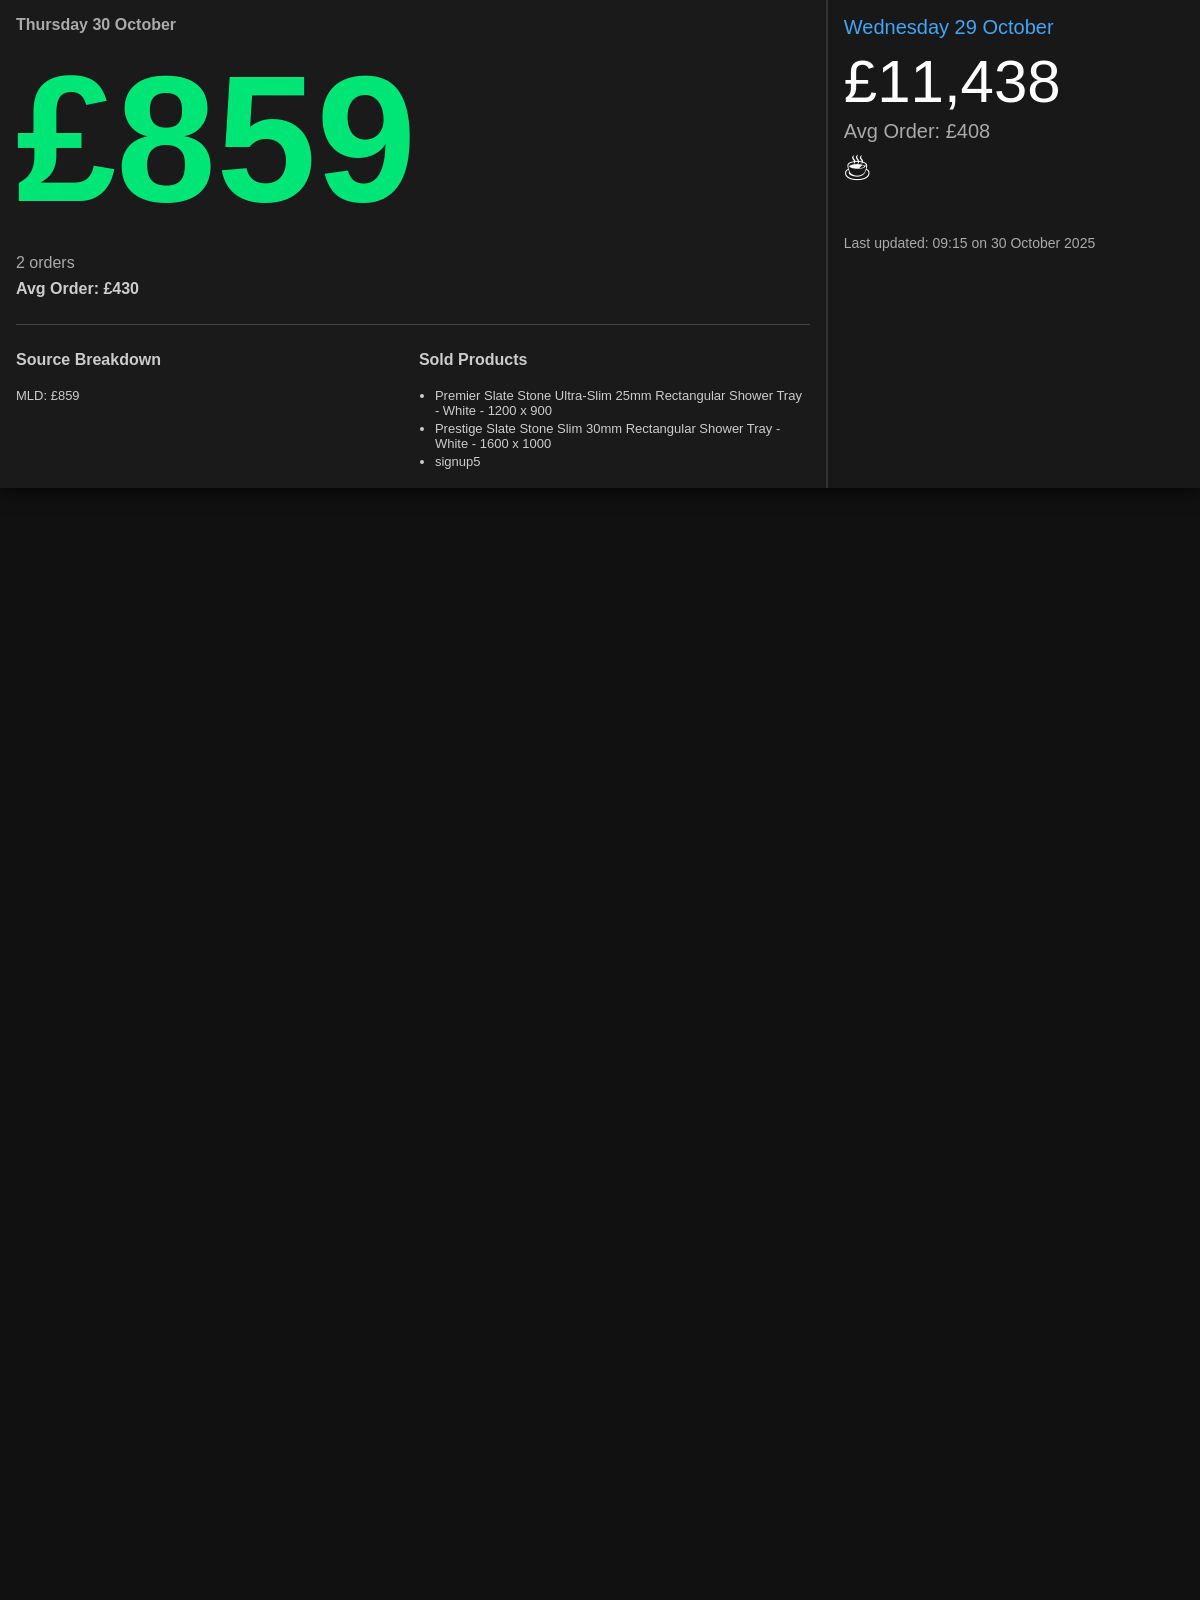 Thursday 30 October
£859
2 orders
Avg Order: £430
Source Breakdown
MLD: £859
Sold Products
• Premier Slate Stone Ultra-Slim 25mm Rectangular Shower Tray
- White - 1200 x 900
• Prestige Slate Stone Slim 30mm Rectangular Shower Tray -
White - 1600 x 1000
• signup5
Wednesday 29 October
£11,438
Avg Order: £408
☕
Last updated: 09:15 on 30 October 2025